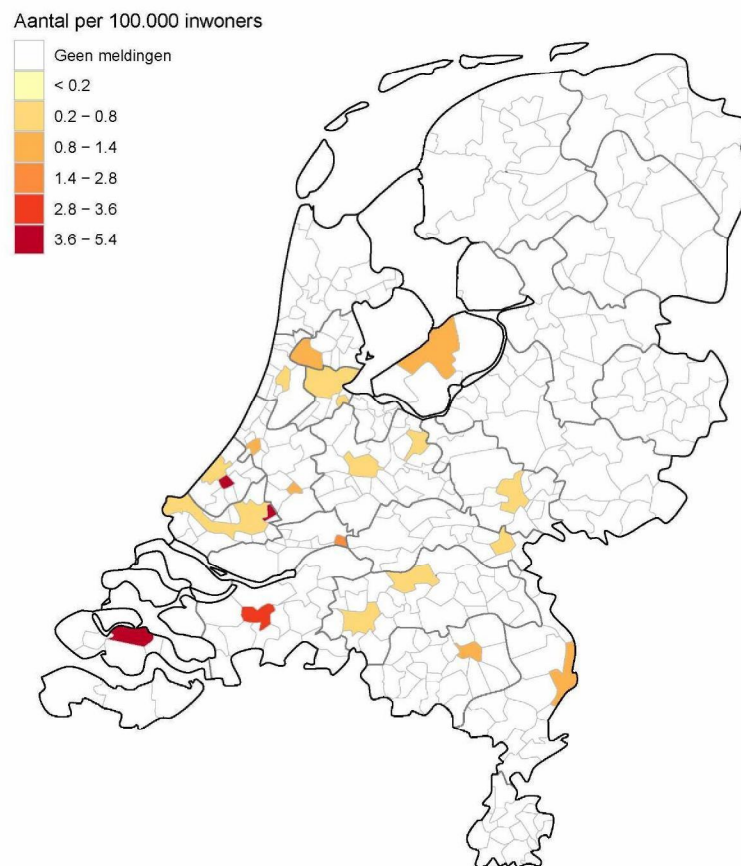 Aantal per 100.000 inwoners
Geen meldingen
< 0.2
0.2 – 0.8
0.8 – 1.4
1.4 – 2.8
2.8 – 3.6
3.6 – 5.4